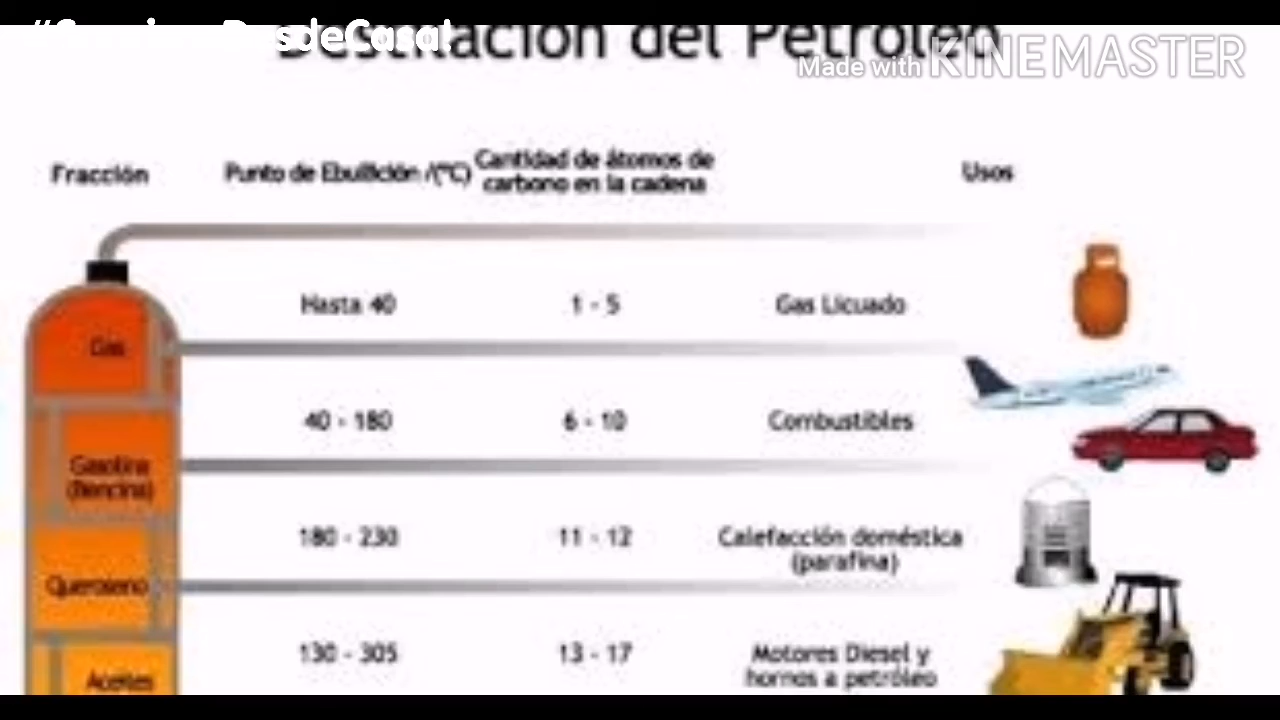 DesdeCasa!
Destilación del Petróleo
Made with KINEMASTER
Fracción
Punto de Ebullición /(°C)
Cantidad de átomos de
carbono en la cadena
Usos
Hasta 40
1 - 5
Gas Licuado
Gas
40 - 180
6 - 10
Combustibles
Gasolina
(Bencina)
180 - 230
11 - 12
Calefacción doméstica
(parafina)
Queroseno
130 - 305
13 - 17
Motores Diesel y
hornos a petróleo
Aceites